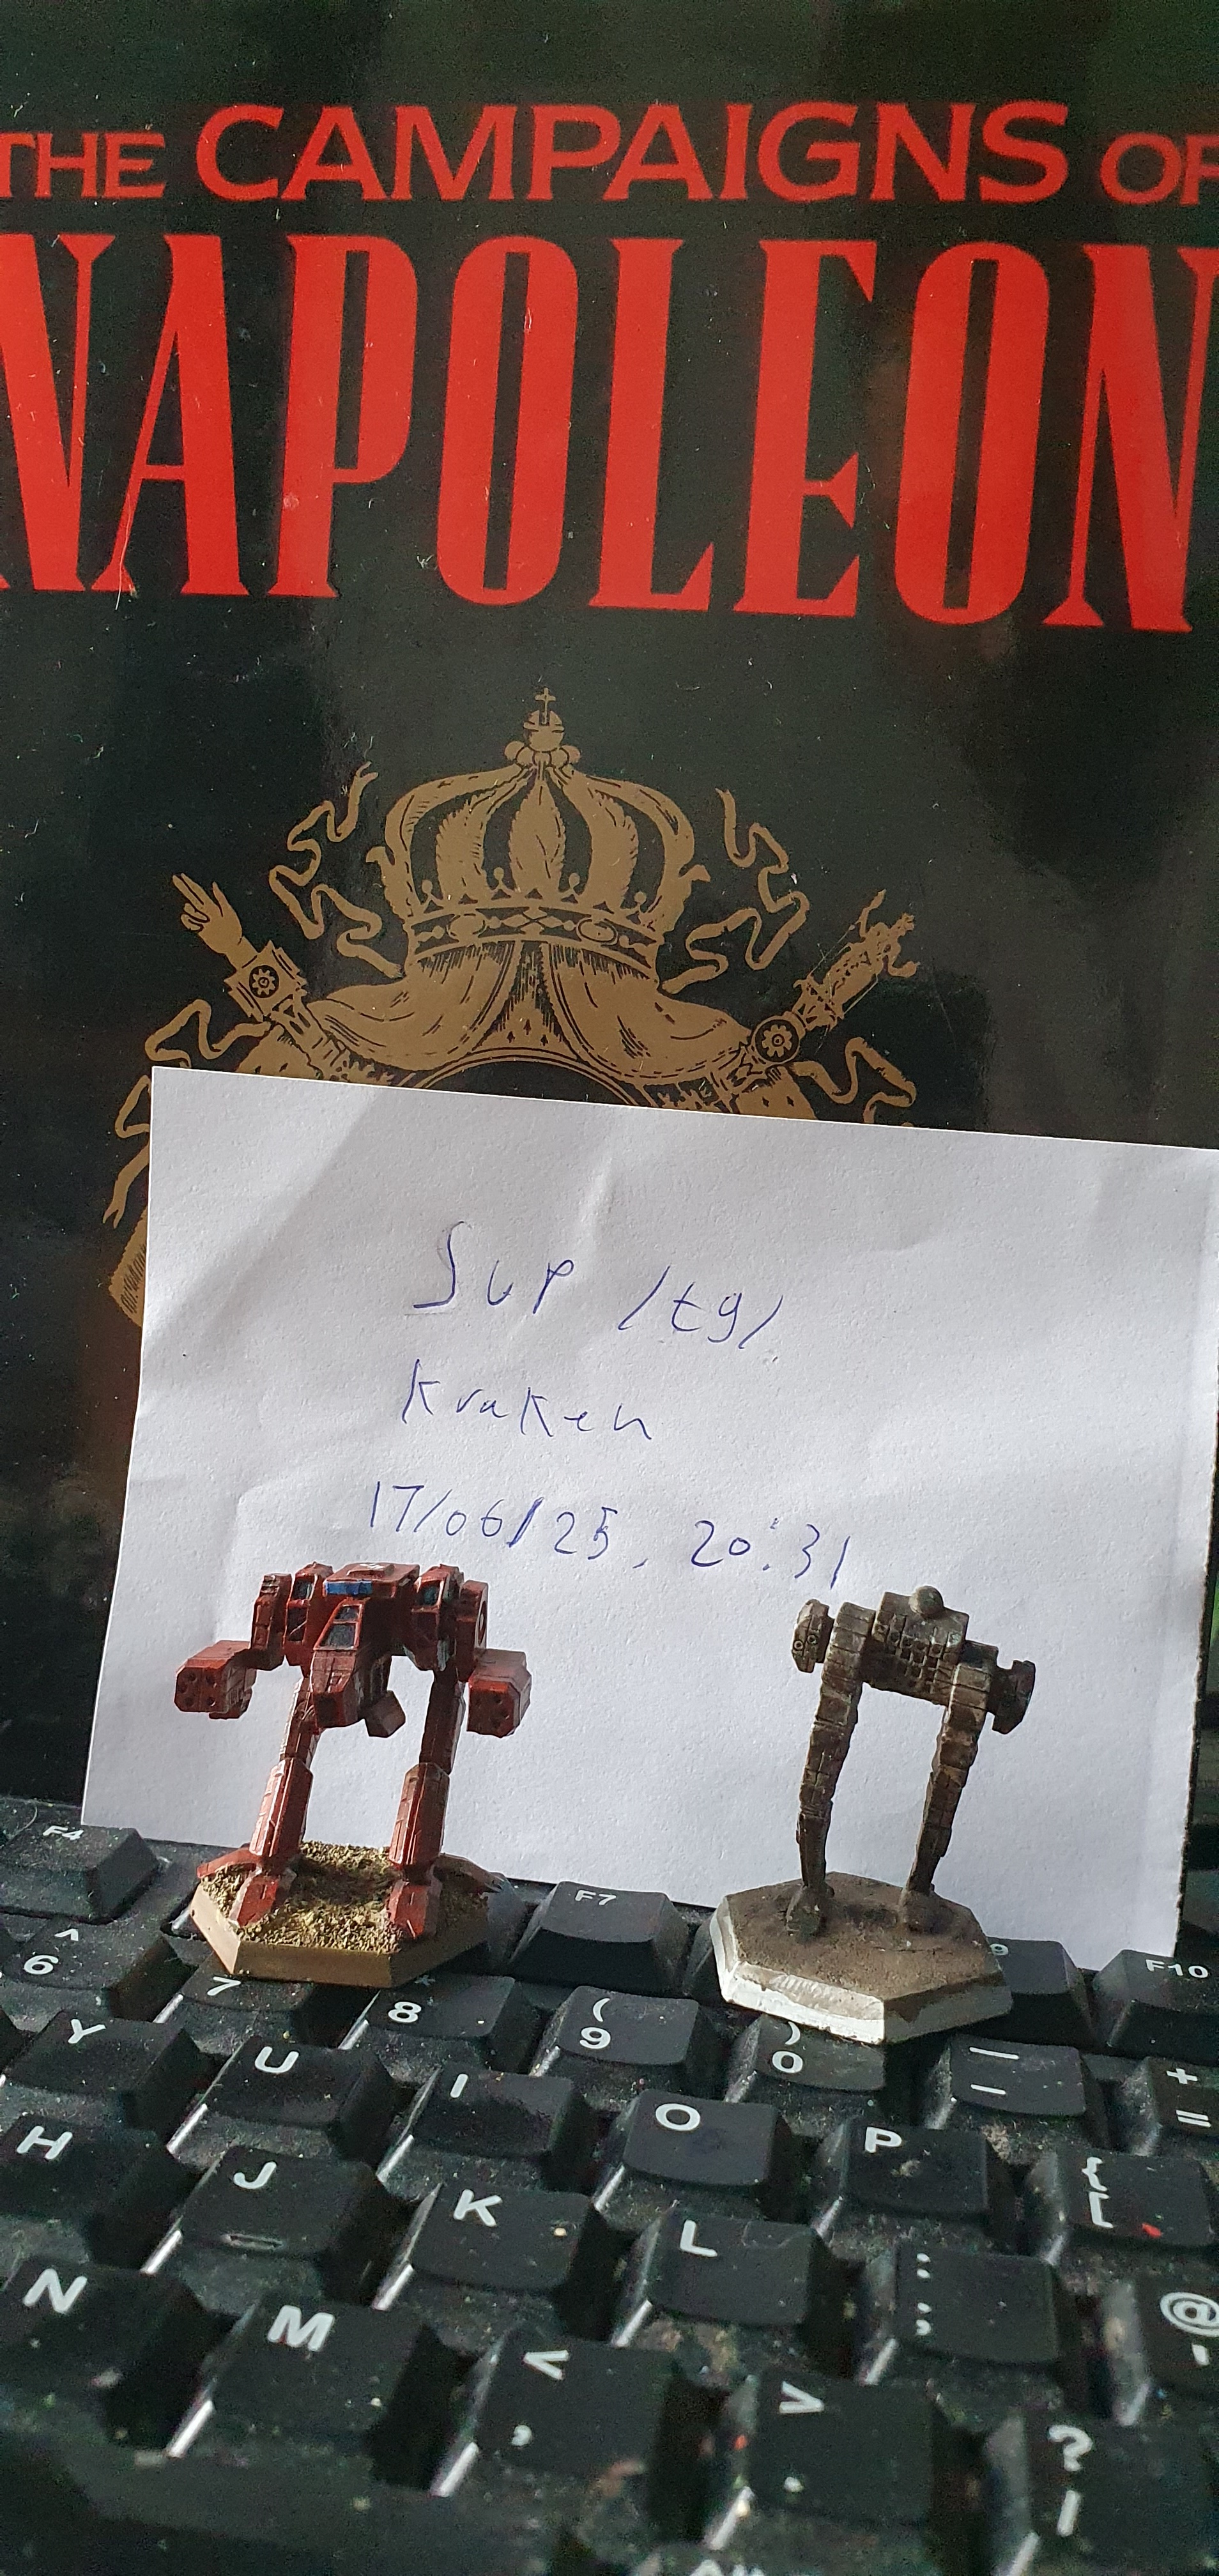 THE CAMPAIGNS OF
NAPOLEON
Sup /tg/
Kraken
17/06/25, 20:31
F4
F7
9
F10
^
6
7
*
8
(
9
)
0
_
-
+
=
Y
U
I
O
P
{
[
H
J
K
L
:
;
@
'
N
M
<
,
>
.
?
/